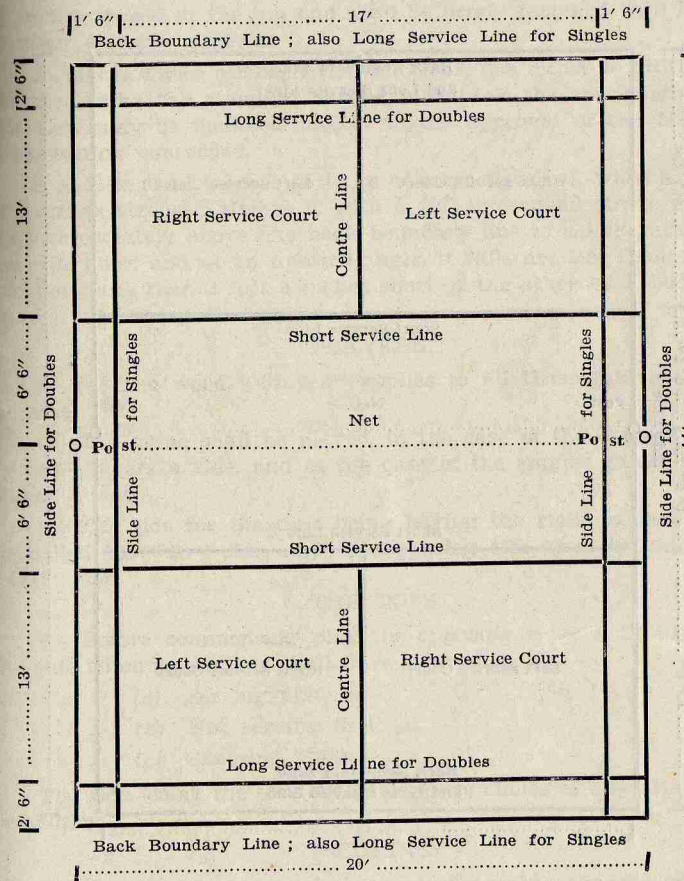 1′ 6″ 17′ 1′ 6″
Back Boundary Line ; also Long Service Line for Singles
2′ 6″
Long Service Line for Doubles
13′
Right Service Court
Centre Line
Left Service Court
Short Service Line
6′ 6″
Side Line for Doubles
Side Line for Singles
Net
Side Line for Singles
Side Line for Doubles
Post Post
6′ 6″
Short Service Line
13′
Left Service Court
Centre Line
Right Service Court
Long Service Line for Doubles
2′ 6″
Back Boundary Line ; also Long Service Line for Singles
20′